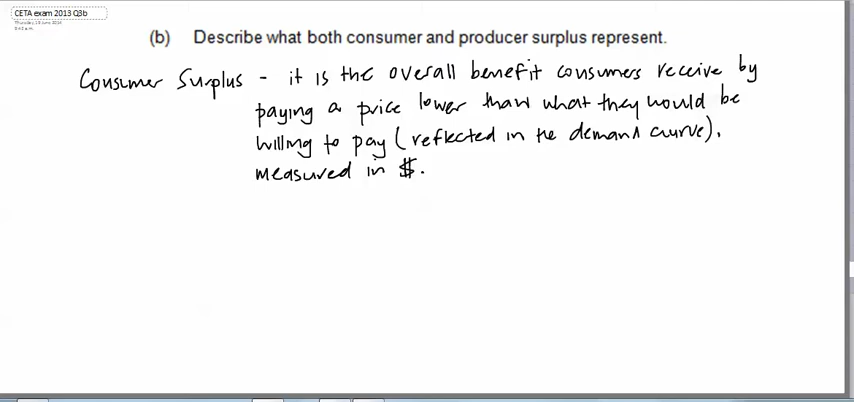 CETA exam 2013 Q3b
(b) Describe what both consumer and producer surplus represent.
Consumer Surplus - it is the overall benefit consumers receive by
paying a price lower than what they would be
willing to pay (reflected in the demand curve),
measured in $.